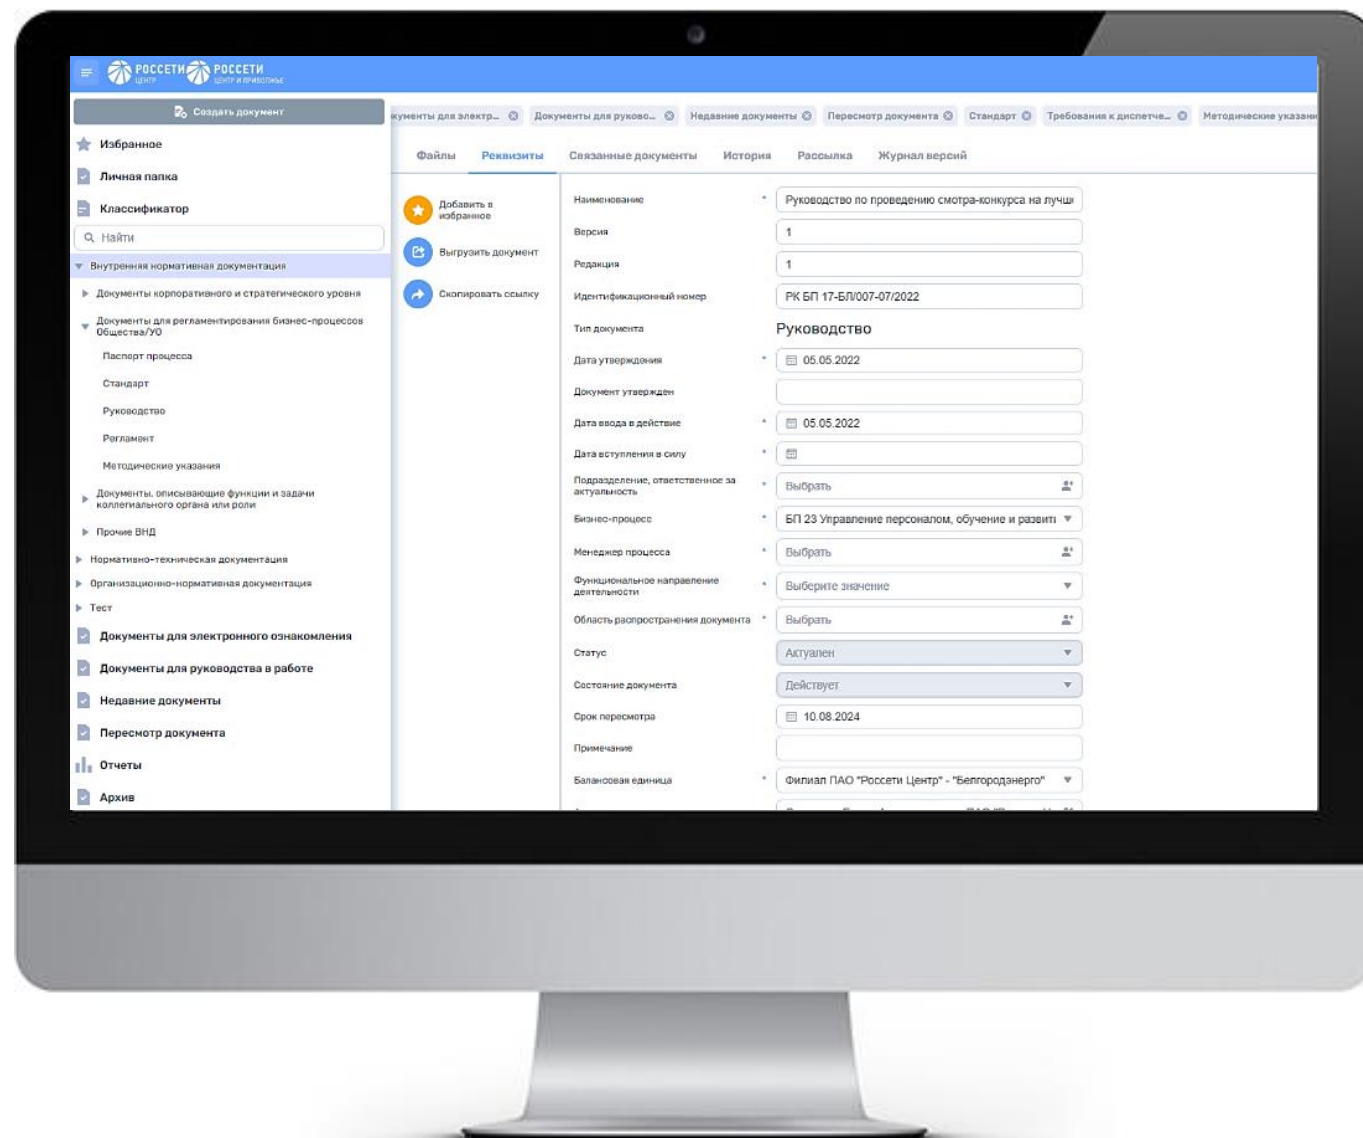 РОССЕТИ
ЦЕНТР
РОССЕТИ
ЦЕНТР И ПРИВОЛЖЬЕ
Создать документ
Избранное
Личная папка
Классификатор
Найти
Внутренняя нормативная документация
Документы корпоративного и стратегического уровня
Документы для регламентирования бизнес-процессов
Общества/УО
Паспорт процесса
Стандарт
Руководство
Регламент
Методические указания
Документы, описывающие функции и задачи
коллегиального органа или роли
Прочие ВНД
Нормативно-техническая документация
Организационно-нормативная документация
Тест
Документы для электронного ознакомления
Документы для руководства в работе
Недавние документы
Пересмотр документа
Отчеты
Архив
кументы для электр... Документы для руково... Недавние документы Пересмотр документа Стандарт Требования к диспетче... Методические указани
Файлы Реквизиты Связанные документы История Рассылка Журнал версий
Добавить в
избранное
Выгрузить документ
Скопировать ссылку
Наименование * Руководство по проведению смотра-конкурса на лучш
Версия 1
Редакция 1
Идентификационный номер РК БП 17-БЛ/007-07/2022
Тип документа Руководство
Дата утверждения * 05.05.2022
Документ утвержден
Дата ввода в действие * 05.05.2022
Дата вступления в силу *
Подразделение, ответственное за
актуальность * Выбрать
Бизнес-процесс * БП 23 Управление персоналом, обучение и развити
Менеджер процесса * Выбрать
Функциональное направление
деятельности * Выберите значение
Область распространения документа * Выбрать
Статус Актуален
Состояние документа Действует
Срок пересмотра 10.08.2024
Примечание
Балансовая единица * Филиал ПАО "Россети Центр" - "Белгородэнерго"